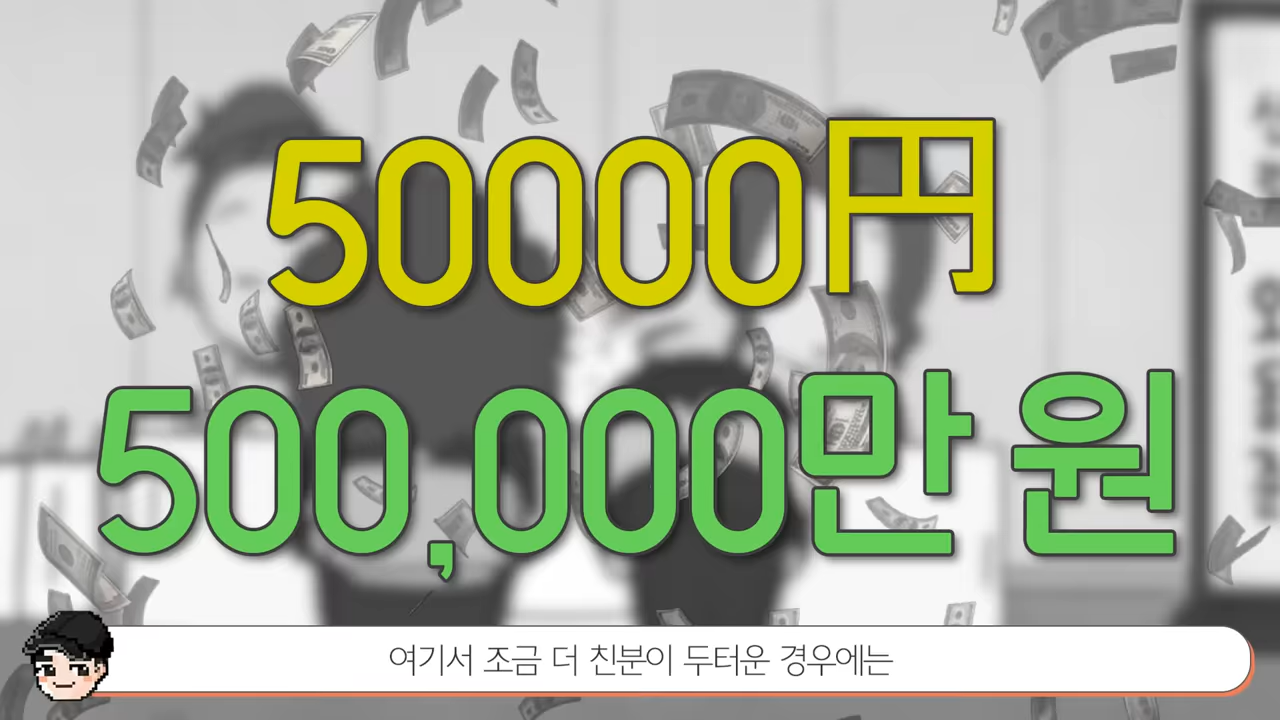 50000円
500,000만 원
여기서 조금 더 친분이 두터운 경우에는